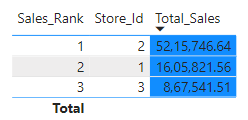 Sales_Rank Store_Id Total_Sales
1 2 52,15,746.64
2 1 16,05,821.56
3 3 8,67,541.51
Total